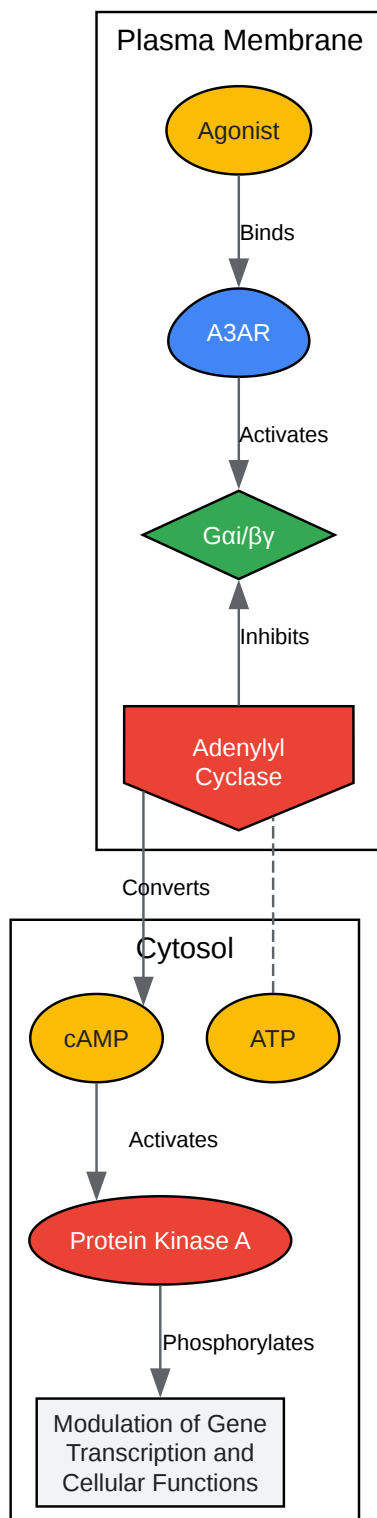 Plasma Membrane
Agonist
Binds
A3AR
Activates
Gαi/βγ
Inhibits
Adenylyl
Cyclase
Converts
Cytosol
cAMP
ATP
Activates
Protein Kinase A
Phosphorylates
Modulation of Gene
Transcription and
Cellular Functions